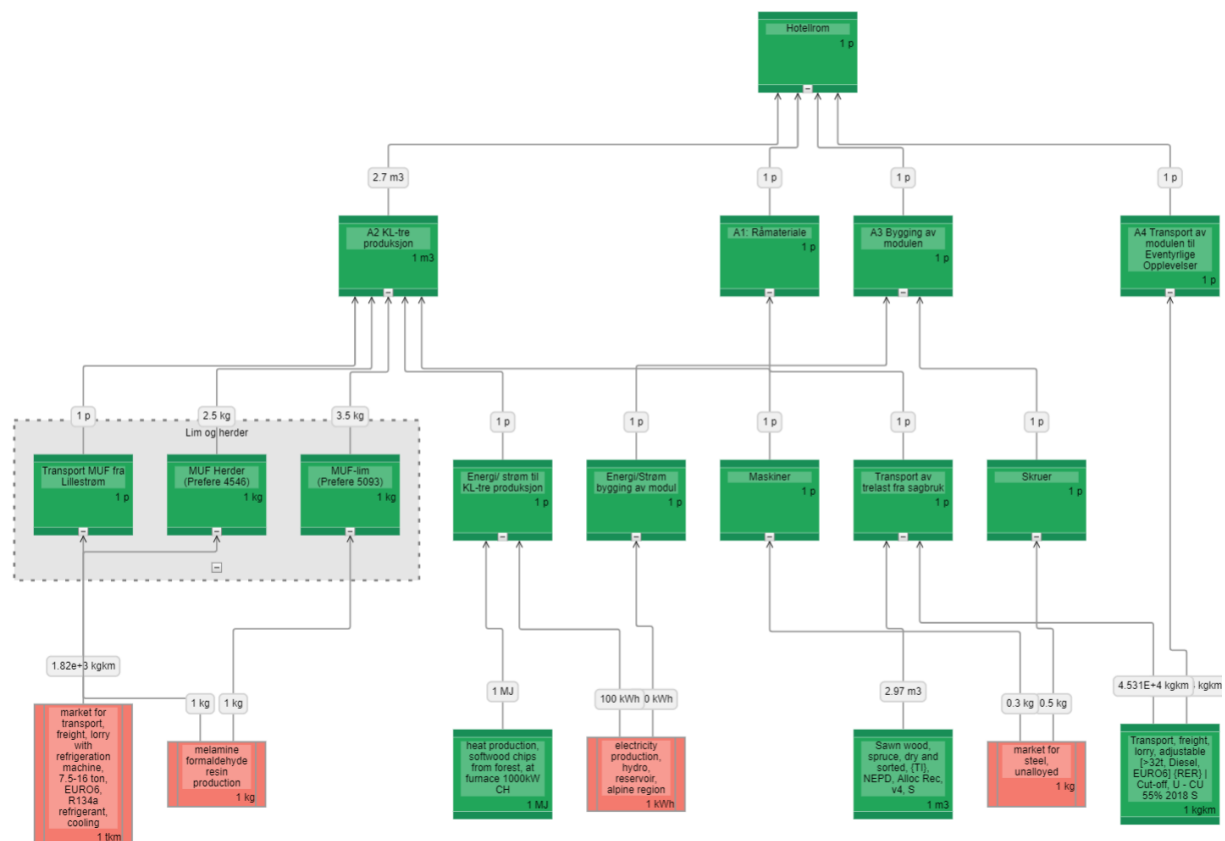 Hotellrom
1 p
2.7 m3
1 p
1 p
1 p
A2 KL-tre
produksjon
1 m3
A1: Råmateriale
1 p
A3 Bygging av
modulen
1 p
A4 Transport av
modulen til
Eventyrlige
Opplevelser
1 p
1 p
2.5 kg
3.5 kg
1 p
1 p
1 p
1 p
1 p
Lim og herder
Transport MUF fra
Lillestrøm
1 p
MUF Herder
(Prefere 4546)
1 kg
MUF-lim
(Prefere 5093)
1 kg
Energi/ strøm til
KL-tre produksjon
1 p
Energi/Strøm
bygging av modul
1 p
Maskiner
1 p
Transport av
trelast fra sagbruk
1 p
Skruer
1 p
1.82e+3 kgkm
1 kg
1 kg
1 MJ
100 kWh
0 kWh
2.97 m3
0.3 kg
0.5 kg
4.531E+4 kgkm
kgkm
market for
transport,
freight, lorry
with
refrigeration
machine,
7.5-16 ton,
EURO6,
R134a
refrigerant,
cooling
1 tkm
melamine
formaldehyde
resin
production
1 kg
heat production,
softwood chips
from forest, at
furnace 1000kW
CH
1 MJ
electricity
production,
hydro,
reservoir,
alpine region
1 kWh
Sawn wood,
spruce, dry and
sorted, {TI},
NEPD, Alloc Rec,
v4, S
1 m3
market for
steel,
unalloyed
1 kg
Transport, freight,
lorry, adjustable
[>32t, Diesel,
EURO6] {RER} |
Cut-off, U - CU
55% 2018 S
1 kgkm